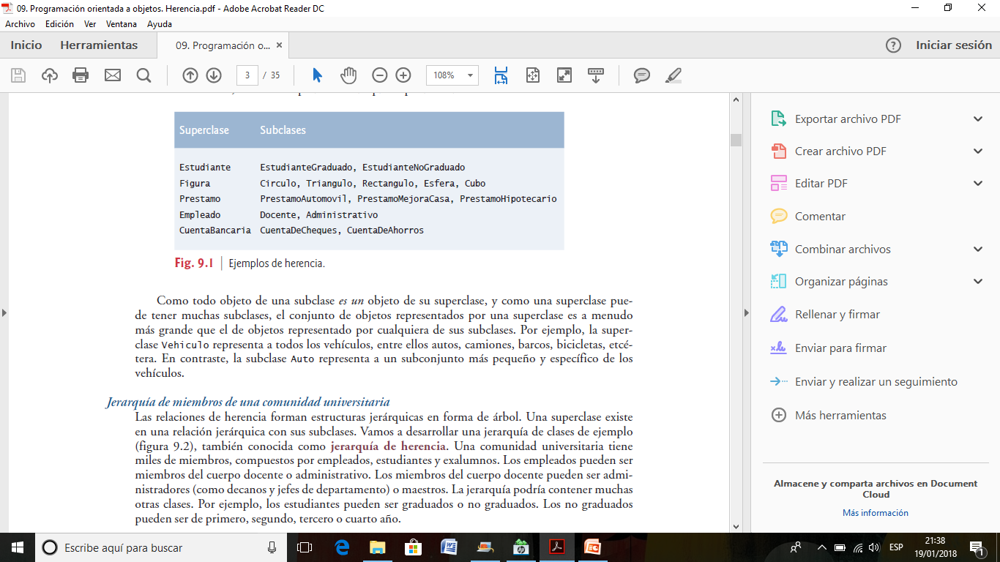 09. Programación orientada a objetos. Herencia.pdf - Adobe Acrobat Reader DC
Archivo Edición Ver Ventana Ayuda
Inicio Herramientas 09. Programación o... × Iniciar sesión
3 / 35 108%
Superclase Subclases
Estudiante EstudianteGraduado, EstudianteNoGraduado
Figura Circulo, Triangulo, Rectangulo, Esfera, Cubo
Prestamo PrestamoAutomovil, PrestamoMejoraCasa, PrestamoHipotecario
Empleado Docente, Administrativo
CuentaBancaria CuentaDeCheques, CuentaDeAhorros
Fig. 9.1 | Ejemplos de herencia.
Como todo objeto de una subclase es un objeto de su superclase, y como una superclase pue-
de tener muchas subclases, el conjunto de objetos representados por una superclase es a menudo
más grande que el de objetos representado por cualquiera de sus subclases. Por ejemplo, la super-
clase Vehiculo representa a todos los vehículos, entre ellos autos, camiones, barcos, bicicletas, etcé-
tera. En contraste, la subclase Auto representa a un subconjunto más pequeño y específico de los
vehículos.
Jerarquía de miembros de una comunidad universitaria
Las relaciones de herencia forman estructuras jerárquicas en forma de árbol. Una superclase existe
en una relación jerárquica con sus subclases. Vamos a desarrollar una jerarquía de clases de ejemplo
(figura 9.2), también conocida como jerarquía de herencia. Una comunidad universitaria tiene
miles de miembros, compuestos por empleados, estudiantes y exalumnos. Los empleados pueden ser
miembros del cuerpo docente o administrativo. Los miembros del cuerpo docente pueden ser admi-
nistradores (como decanos y jefes de departamento) o maestros. La jerarquía podría contener muchas
otras clases. Por ejemplo, los estudiantes pueden ser graduados o no graduados. Los no graduados
pueden ser de primero, segundo, tercero o cuarto año.
Exportar archivo PDF
Crear archivo PDF
Editar PDF
Comentar
Combinar archivos
Organizar páginas
Rellenar y firmar
Enviar para firmar
Enviar y realizar un seguimiento
Más herramientas
Almacene y comparta archivos en Document
Cloud
Más información
Escribe aquí para buscar
ESP
21:38
19/01/2018
1